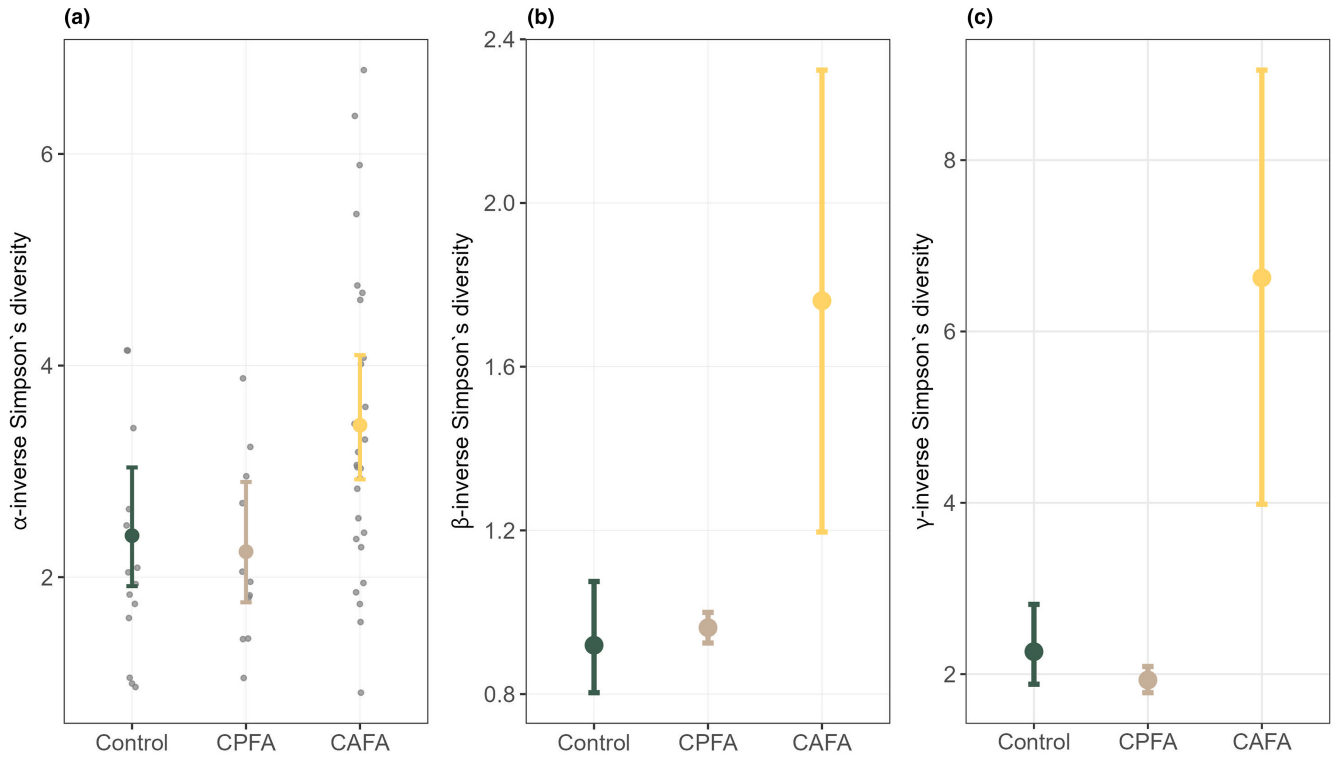 (a)
α-inverse Simpson`s diversity
6
4
2
Control CPFA CAFA
(b)
β-inverse Simpson`s diversity
2.4
2.0
1.6
1.2
0.8
Control CPFA CAFA
(c)
γ-inverse Simpson`s diversity
8
6
4
2
Control CPFA CAFA